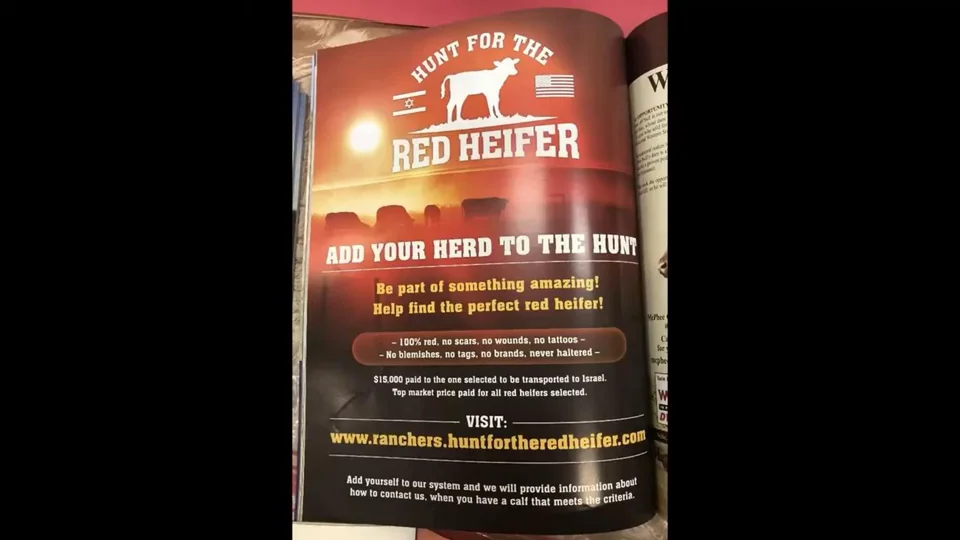 HUNT FOR THE
RED HEIFER
ADD YOUR HERD TO THE HUNT
Be part of something amazing!
Help find the perfect red heifer!
– 100% red, no scars, no wounds, no tattoos –
– No blemishes, no tags, no brands, never haltered –
$15,000 paid to the one selected to be transported to Israel.
Top market price paid for all red heifers selected.
VISIT:
www.ranchers.huntfortheredheifer.com
Add yourself to our system and we will provide information about
how to contact us, when you have a calf that meets the criteria.